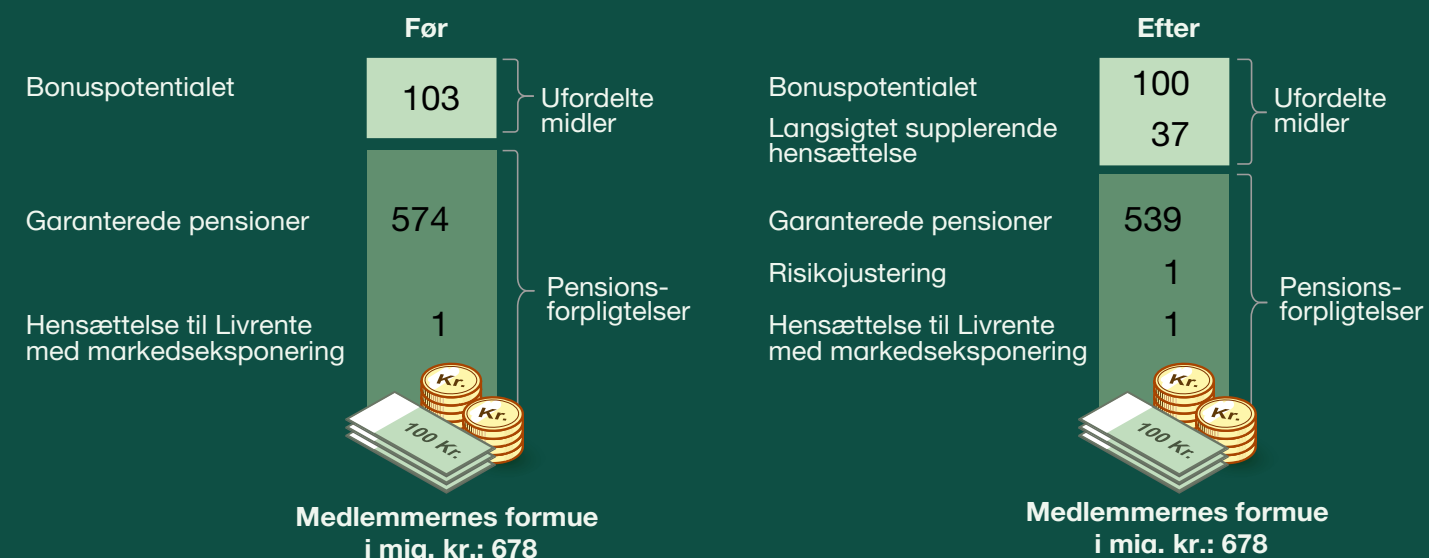 Før
Bonuspotentialet
103
Ufordelte
midler
Garanterede pensioner
574
Hensættelse til Livrente
med markedseksponering
1
Pensions-
forpligtelser
Kr.
Kr.
100 Kr.
Medlemmernes formue
i mia. kr.: 678
Efter
Bonuspotentialet
100
Langsigtet supplerende
hensættelse
37
Ufordelte
midler
Garanterede pensioner
539
Risikojustering
1
Hensættelse til Livrente
med markedseksponering
1
Pensions-
forpligtelser
Kr.
Kr.
100 Kr.
Medlemmernes formue
i mia. kr.: 678